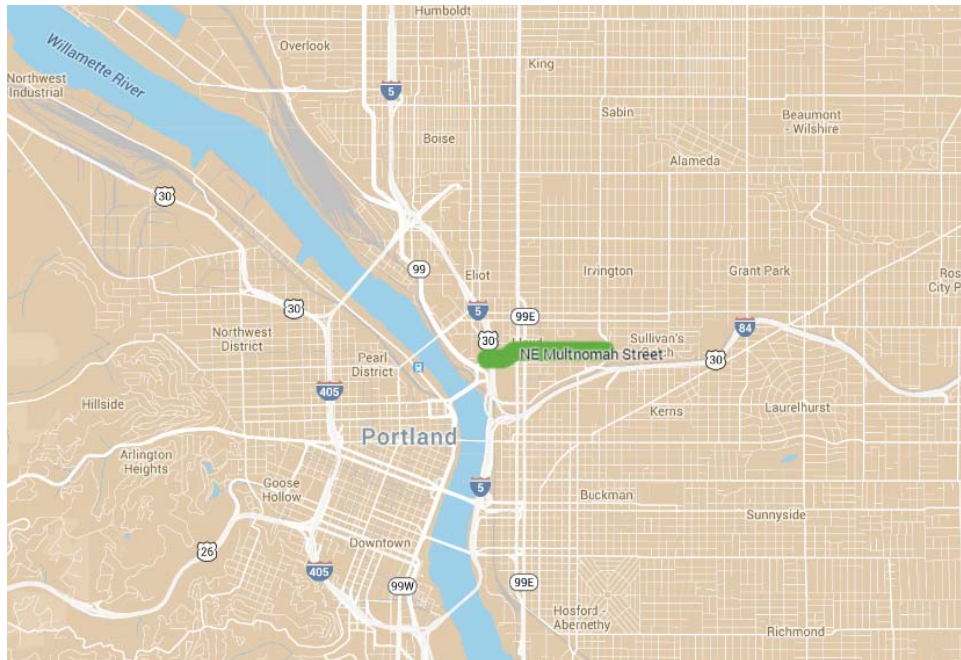 Humboldt
Overlook
Willamette River
King
Northwest
Industrial
5
Sabin
Beaumont
- Wilshire
Boise
Alameda
30
99
Eliot
Irvington
Grant Park
30
5
99E
84
Northwest
District
30
Sullivan's
Pearl
District
NE Multnomah Street
30
405
Hillside
Kerns
Laurelhurst
Portland
Arlington
Heights
Goose
Hollow
5
Buckman
Sunnyside
26
Downtown
405
99W
99E
Hosford -
Abernethy
Richmond